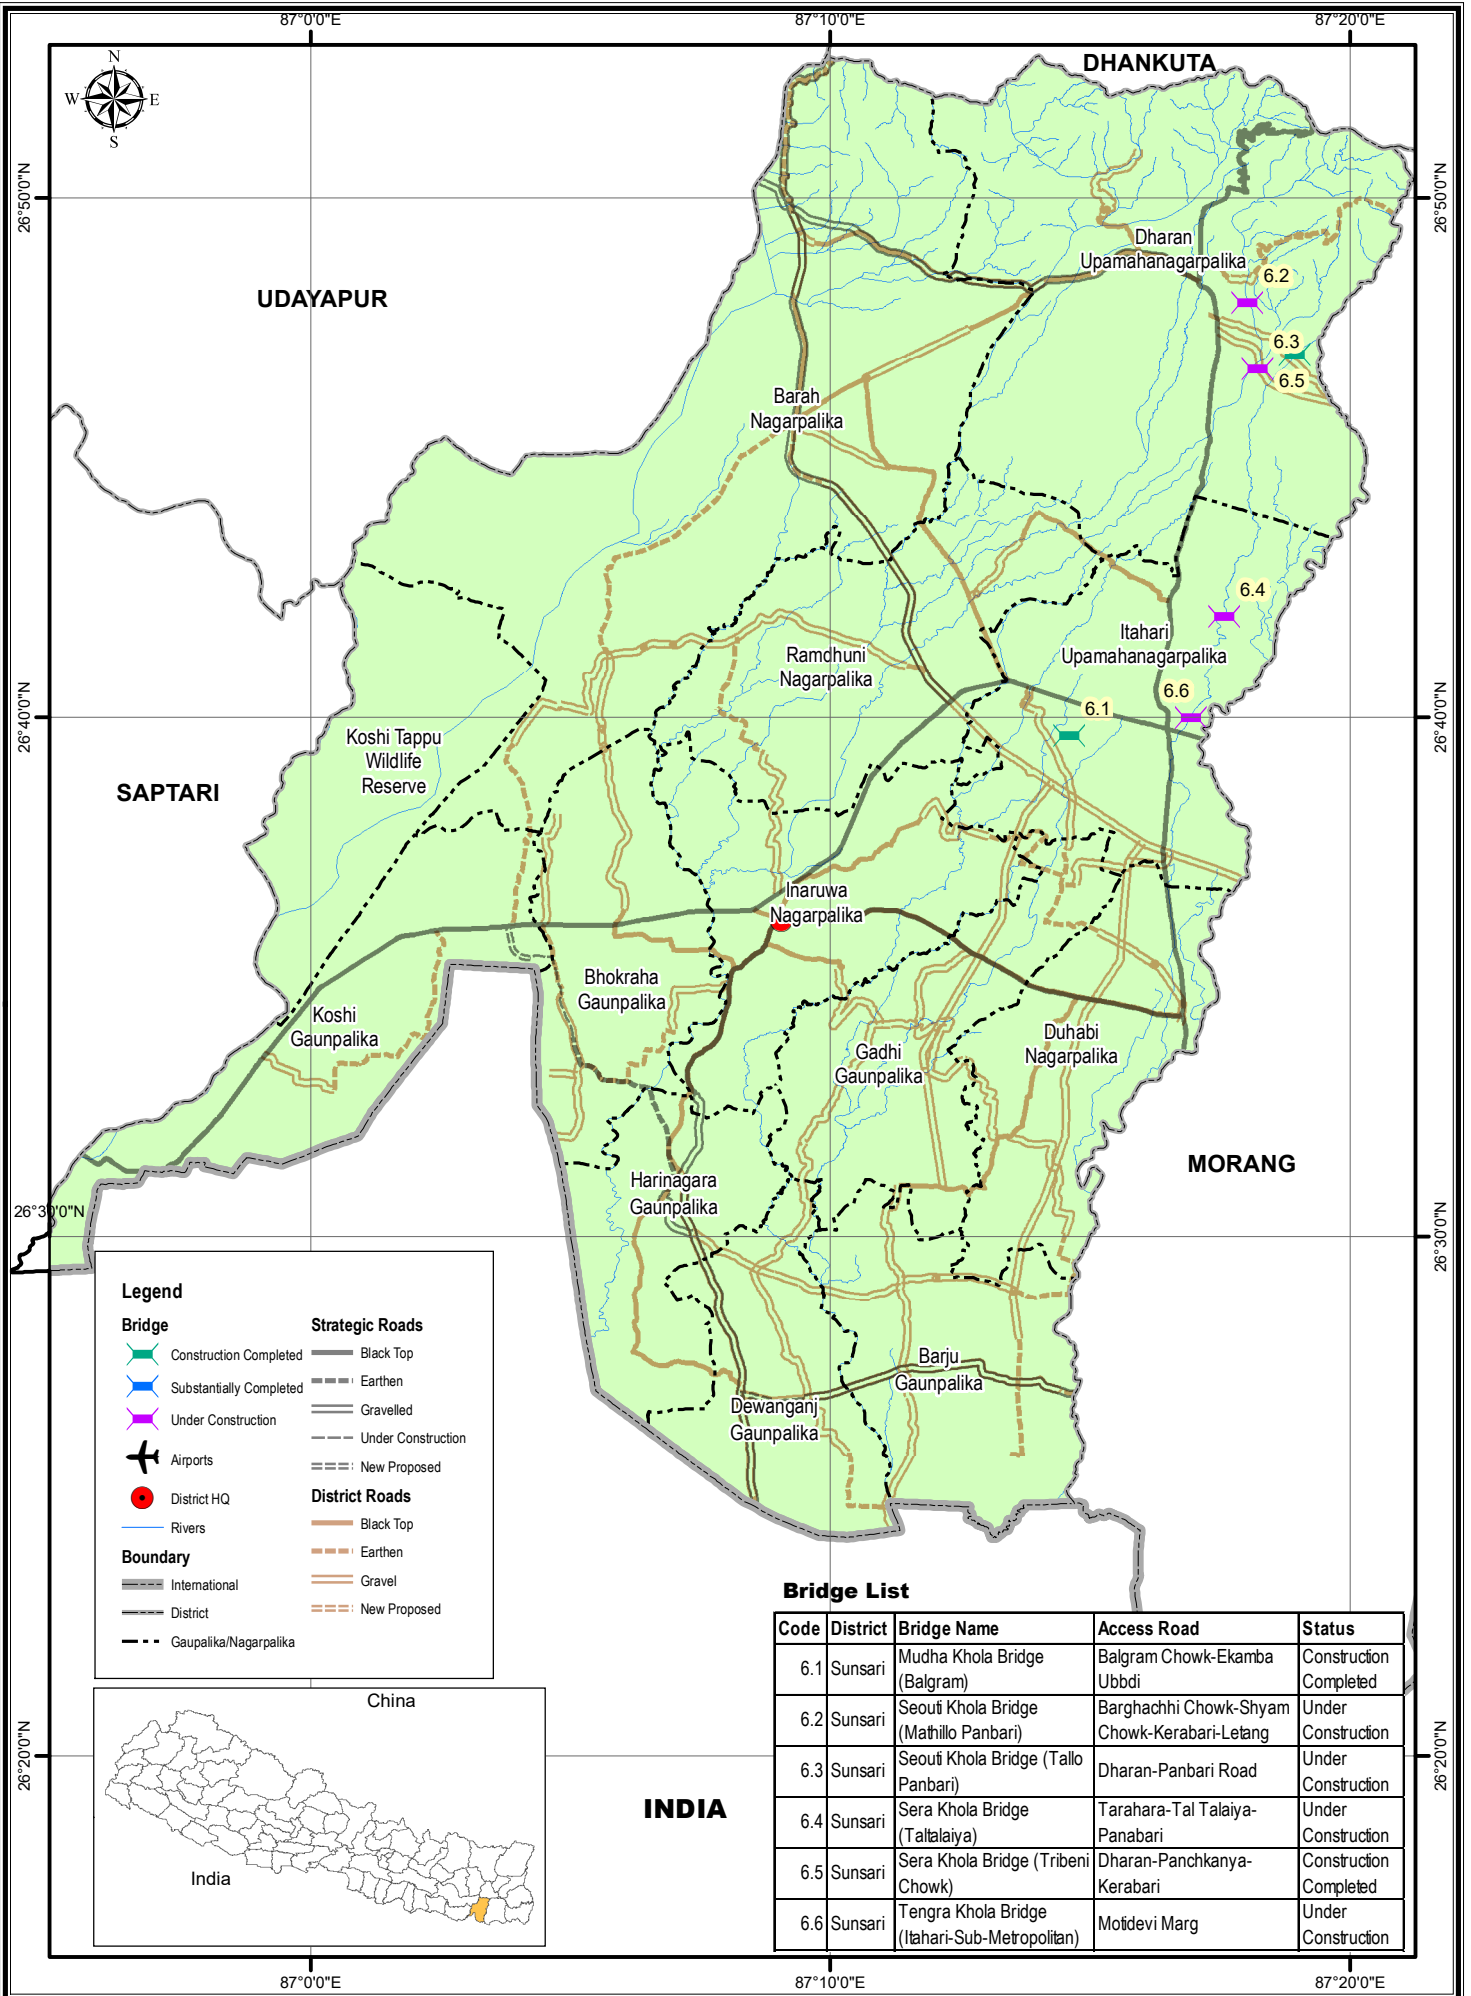 87°0'0"E
87°10'0"E
87°20'0"E
N
W
E
S
DHANKUTA
26°50'0"N
26°50'0"N
Dharan
Upamahanagarpalika
6.2
UDAYAPUR
6.3
6.5
Barah
Nagarpalika
6.4
Itahari
Upamahanagarpalika
Ramdhuni
Nagarpalika
6.6
6.1
26°40'0"N
26°40'0"N
Koshi Tappu
Wildlife
Reserve
SAPTARI
Inaruwa
Nagarpalika
Bhokraha
Gaunpalika
Koshi
Gaunpalika
Gadhi
Gaunpalika
Duhabi
Nagarpalika
MORANG
Harinagara
Gaunpalika
26°30'0"N
26°30'0"N
Barju
Gaunpalika
Dewanganj
Gaunpalika
Legend
Bridge
Construction Completed
Substantially Completed
Under Construction
Airports
District HQ
Rivers
Boundary
International
District
Gaupalika/Nagarpalika
Strategic Roads
Black Top
Earthen
Gravelled
Under Construction
New Proposed
District Roads
Black Top
Earthen
Gravel
New Proposed
China
India
INDIA
26°20'0"N
26°20'0"N
Bridge List
Code District Bridge Name Access Road Status
6.1 Sunsari Mudha Khola Bridge (Balgram) Balgram Chowk-Ekamba Ubbdi Construction Completed
6.2 Sunsari Seouti Khola Bridge (Mathillo Panbari) Barghachhi Chowk-Shyam Chowk-Kerabari-Letang Under Construction
6.3 Sunsari Seouti Khola Bridge (Tallo Panbari) Dharan-Panbari Road Under Construction
6.4 Sunsari Sera Khola Bridge (Taltalaiya) Tarahara-Tal Talaiya-Panabari Under Construction
6.5 Sunsari Sera Khola Bridge (Tribeni Chowk) Dharan-Panchkanya-Kerabari Construction Completed
6.6 Sunsari Tengra Khola Bridge (Itahari-Sub-Metropolitan) Motidevi Marg Under Construction
87°0'0"E
87°10'0"E
87°20'0"E